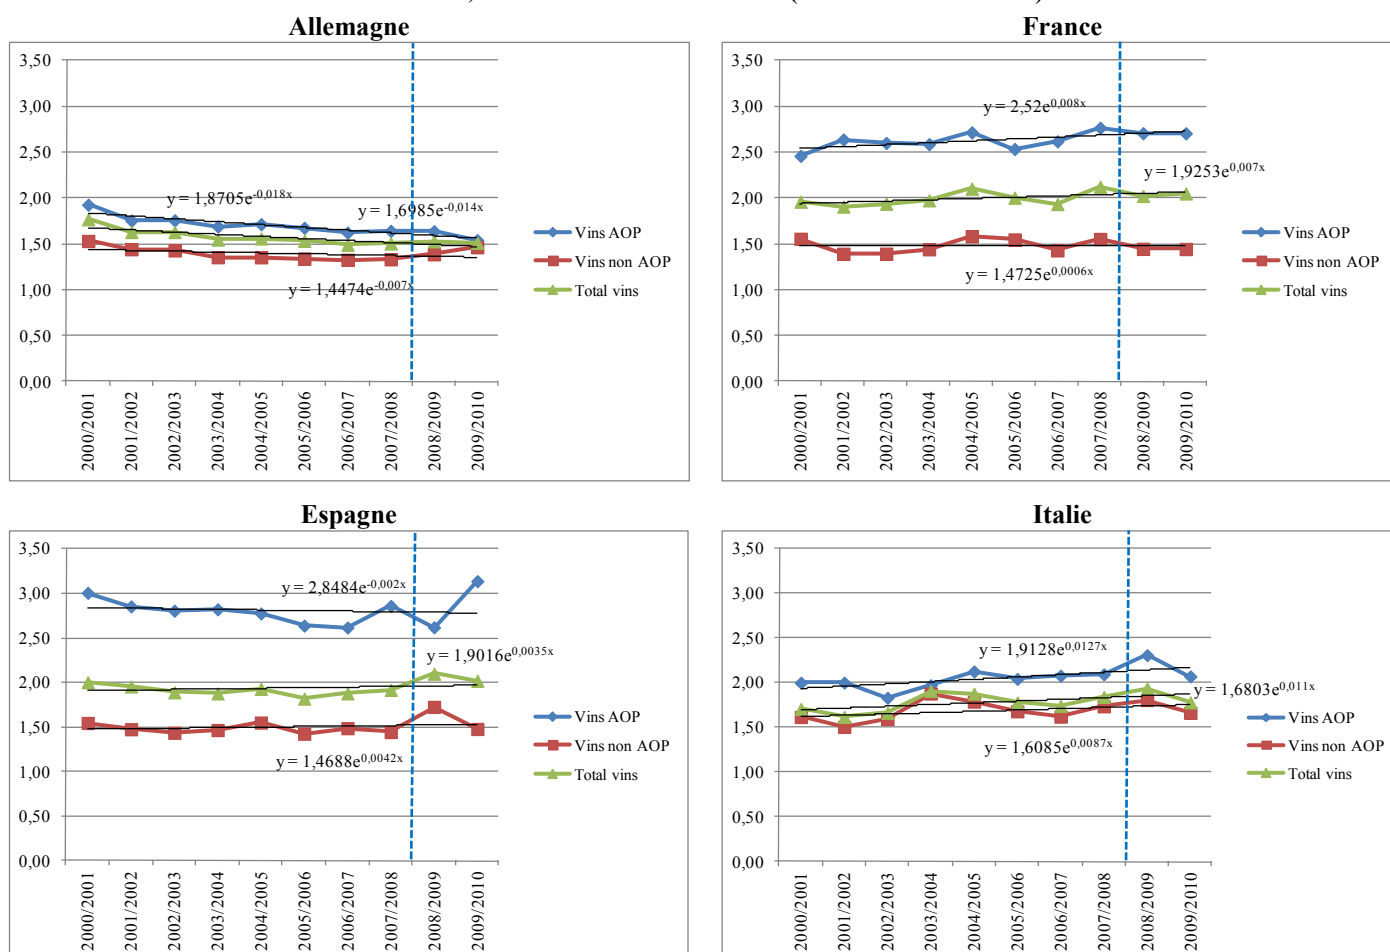 Allemagne
3,50
3,00
2,50
2,00
1,50
1,00
0,50
0,00
y = 1,8705e-0,018x
y = 1,6985e-0,014x
y = 1,4474e-0,007x
Vins AOP
Vins non AOP
Total vins
2000/2001
2001/2002
2002/2003
2003/2004
2004/2005
2005/2006
2006/2007
2007/2008
2008/2009
2009/2010
France
3,50
3,00
2,50
2,00
1,50
1,00
0,50
0,00
y = 2,52e0,008x
y = 1,9253e0,007x
y = 1,4725e0,0006x
Vins AOP
Vins non AOP
Total vins
2000/2001
2001/2002
2002/2003
2003/2004
2004/2005
2005/2006
2006/2007
2007/2008
2008/2009
2009/2010
Espagne
3,50
3,00
2,50
2,00
1,50
1,00
0,50
0,00
y = 2,8484e-0,002x
y = 1,9016e0,0035x
y = 1,4688e0,0042x
Vins AOP
Vins non AOP
Total vins
2000/2001
2001/2002
2002/2003
2003/2004
2004/2005
2005/2006
2006/2007
2007/2008
2008/2009
2009/2010
Italie
3,50
3,00
2,50
2,00
1,50
1,00
0,50
0,00
y = 1,9128e0,0127x
y = 1,6803e0,011x
y = 1,6085e0,0087x
Vins AOP
Vins non AOP
Total vins
2000/2001
2001/2002
2002/2003
2003/2004
2004/2005
2005/2006
2006/2007
2007/2008
2008/2009
2009/2010